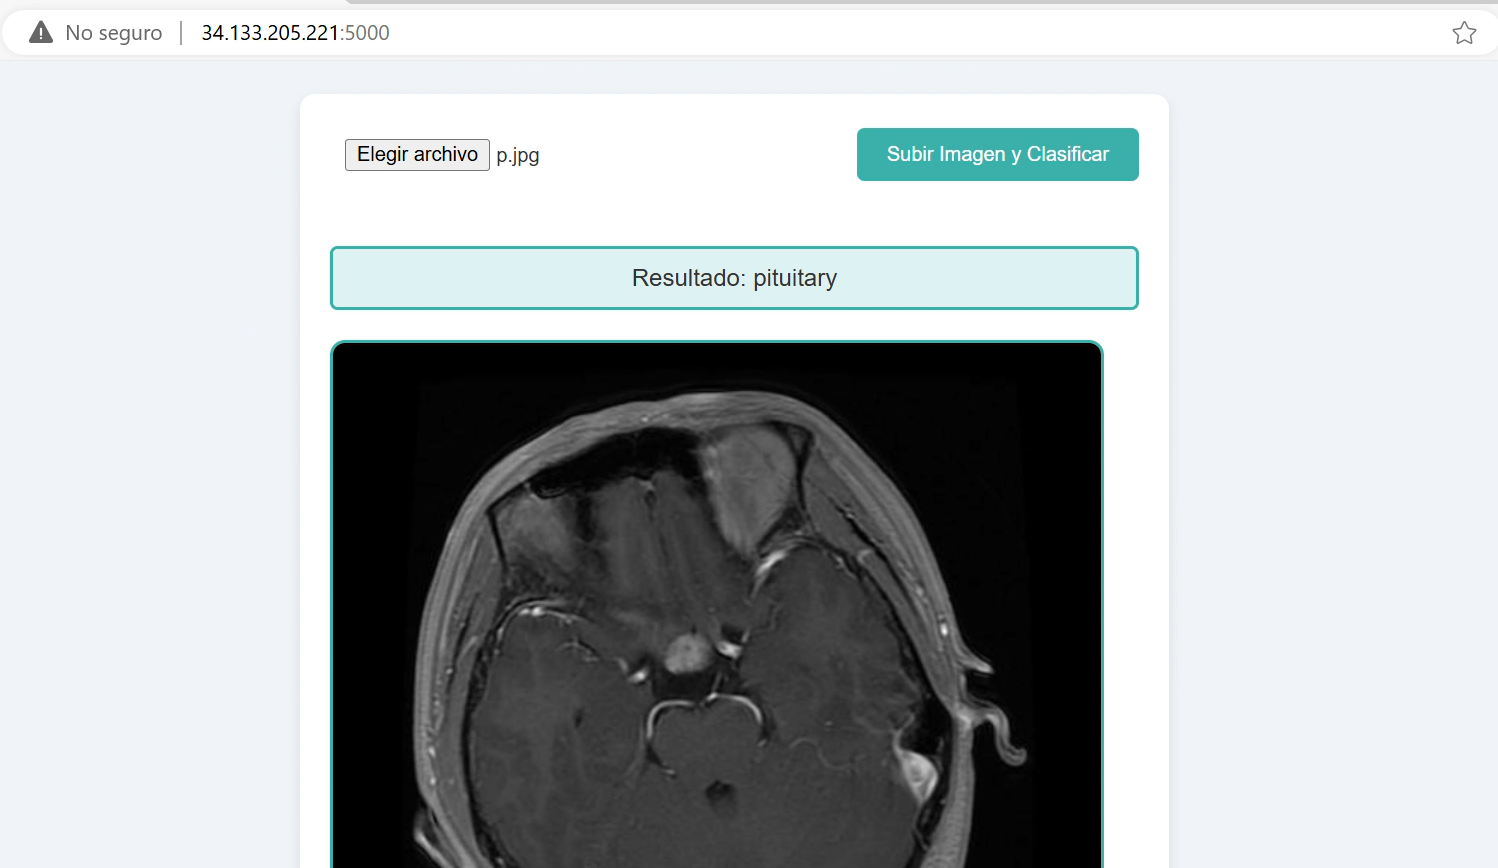 No seguro
34.133.205.221:5000
Elegir archivo p.jpg
Subir Imagen y Clasificar
Resultado: pituitary